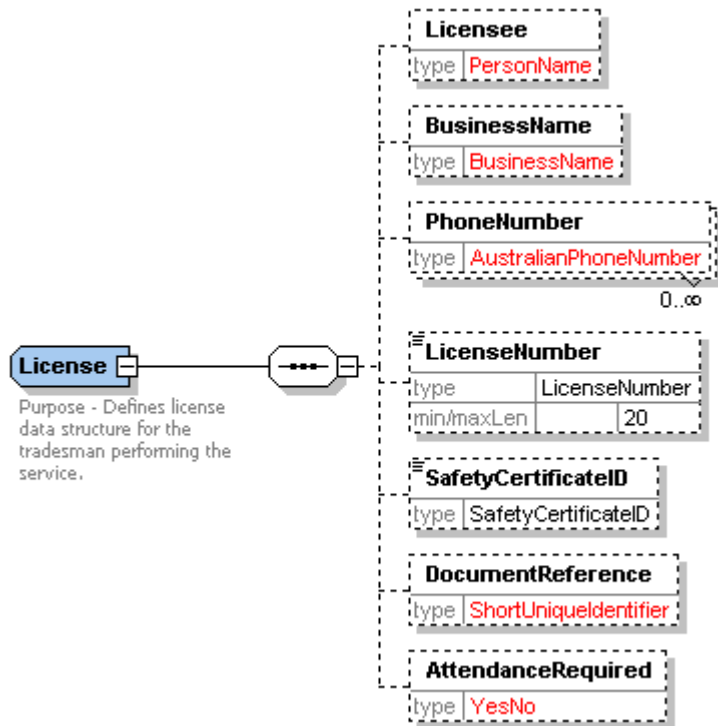 Licensee
type PersonName
BusinessName
type BusinessName
PhoneNumber
type AustralianPhoneNumber
0..∞
License
Purpose - Defines license
data structure for the
tradesman performing the
service.
LicenseNumber
type LicenseNumber
min/maxLen 20
SafetyCertificateID
type SafetyCertificateID
DocumentReference
type ShortUniqueIdentifier
AttendanceRequired
type YesNo